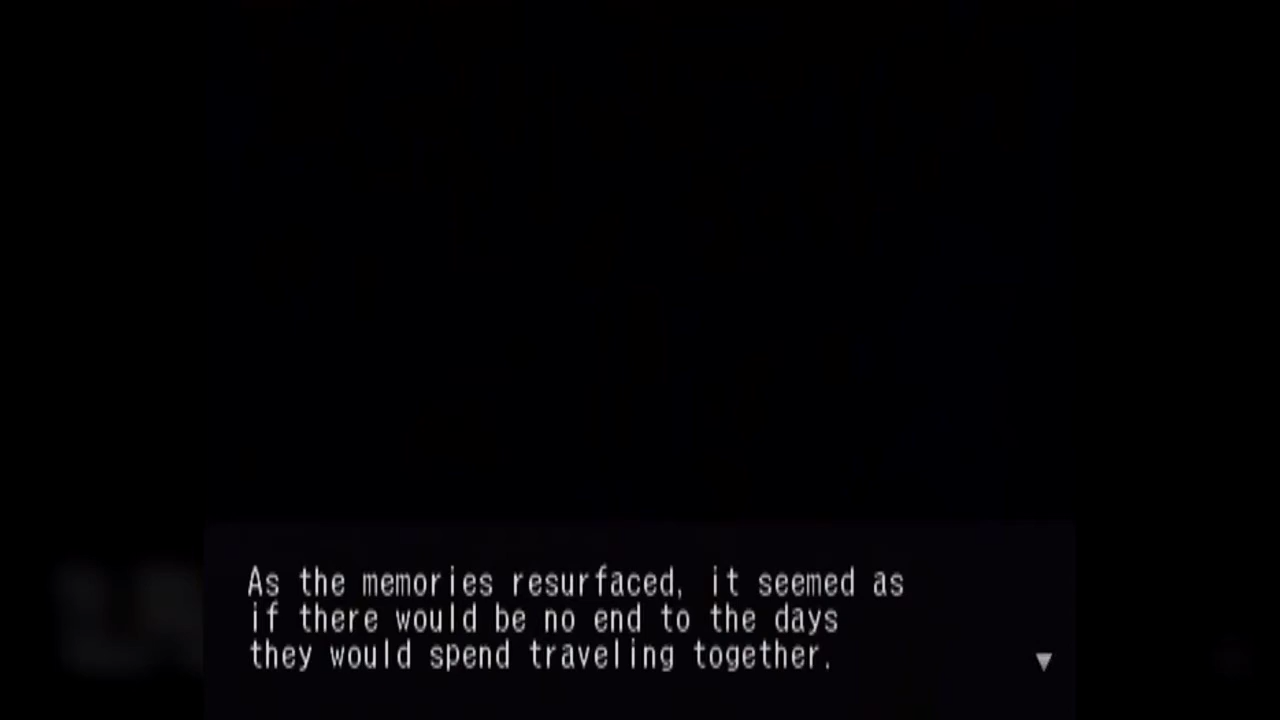 As the memories resurfaced, it seemed as
if there would be no end to the days
they would spend traveling together.